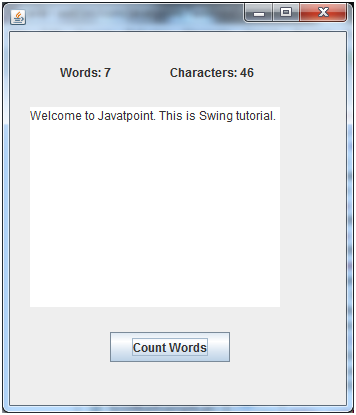 Words: 7 Characters: 46
Welcome to Javatpoint. This is Swing tutorial.
Count Words